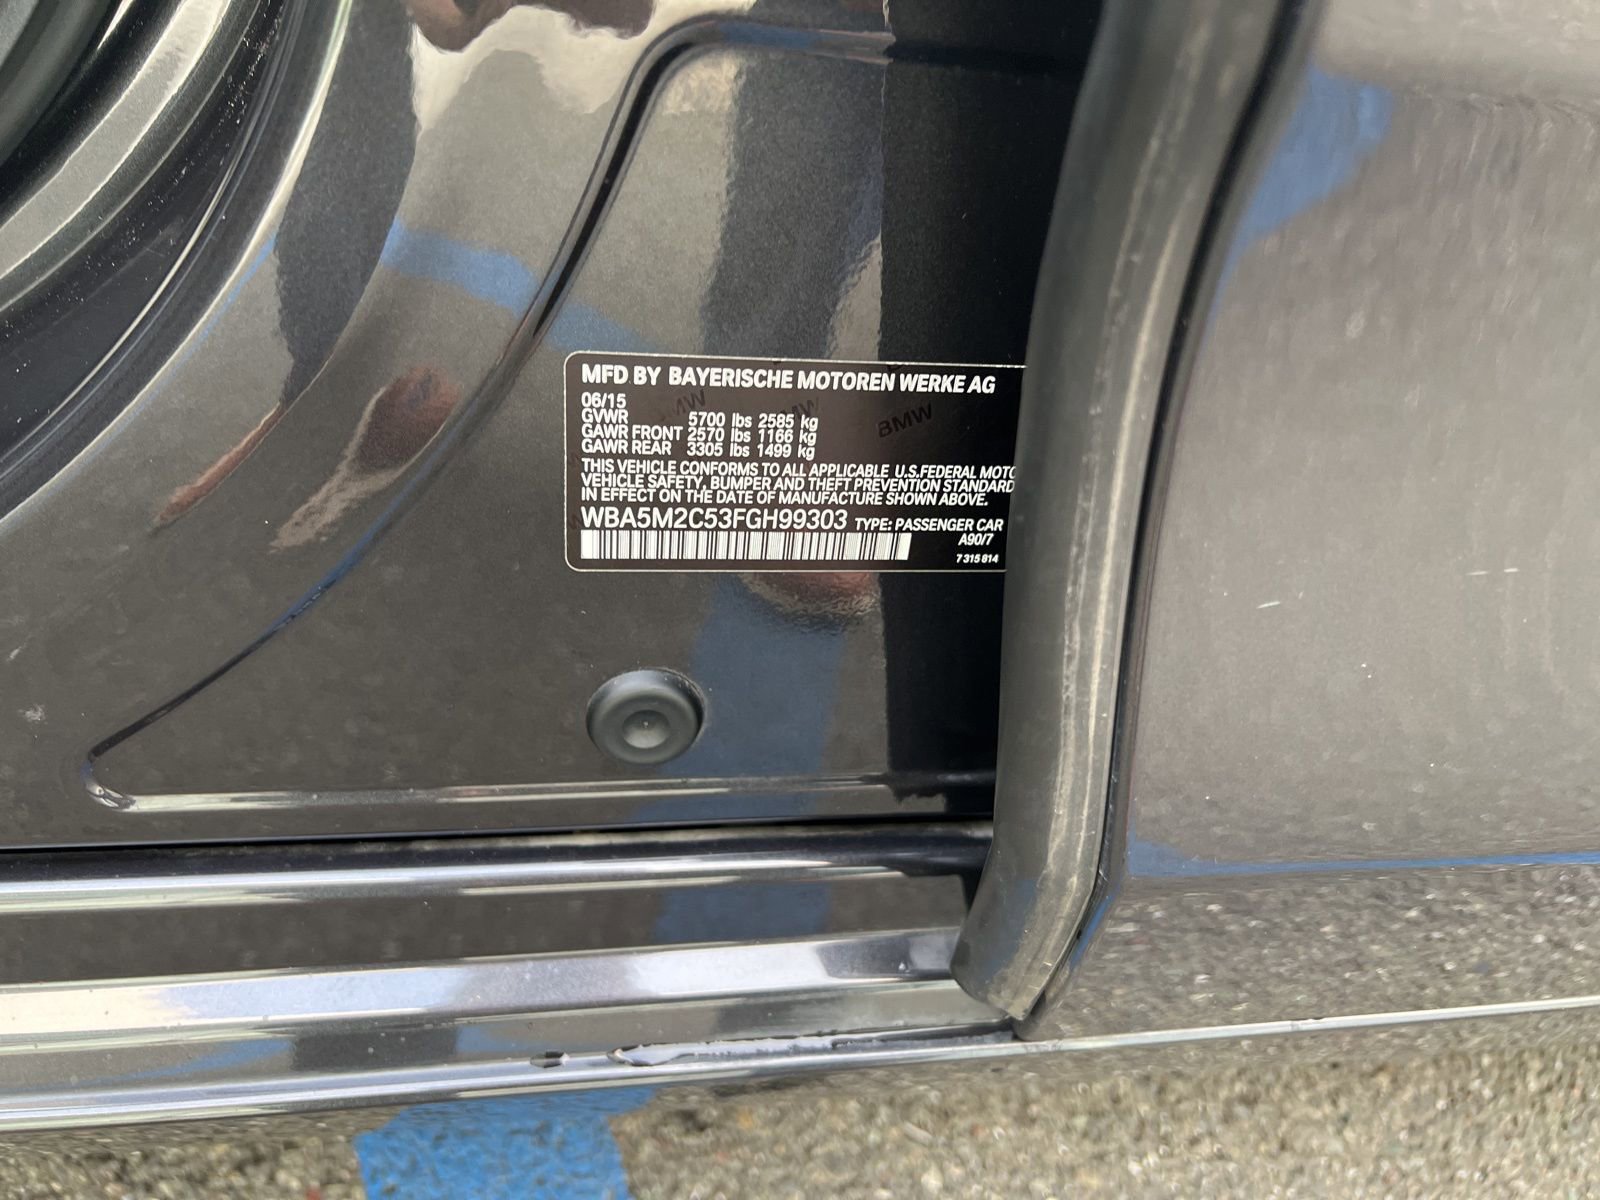 MFD BY BAYERISCHE MOTOREN WERKE AG
06/15
GVWR 5700 lbs 2585 kg
GAWR FRONT 2570 lbs 1166 kg
GAWR REAR 3305 lbs 1499 kg
THIS VEHICLE CONFORMS TO ALL APPLICABLE U.S.FEDERAL MOTO
VEHICLE SAFETY, BUMPER AND THEFT PREVENTION STANDARD
IN EFFECT ON THE DATE OF MANUFACTURE SHOWN ABOVE.
WBA5M2C53FGH99303 TYPE: PASSENGER CAR
A90/7
7 315 814
BMW